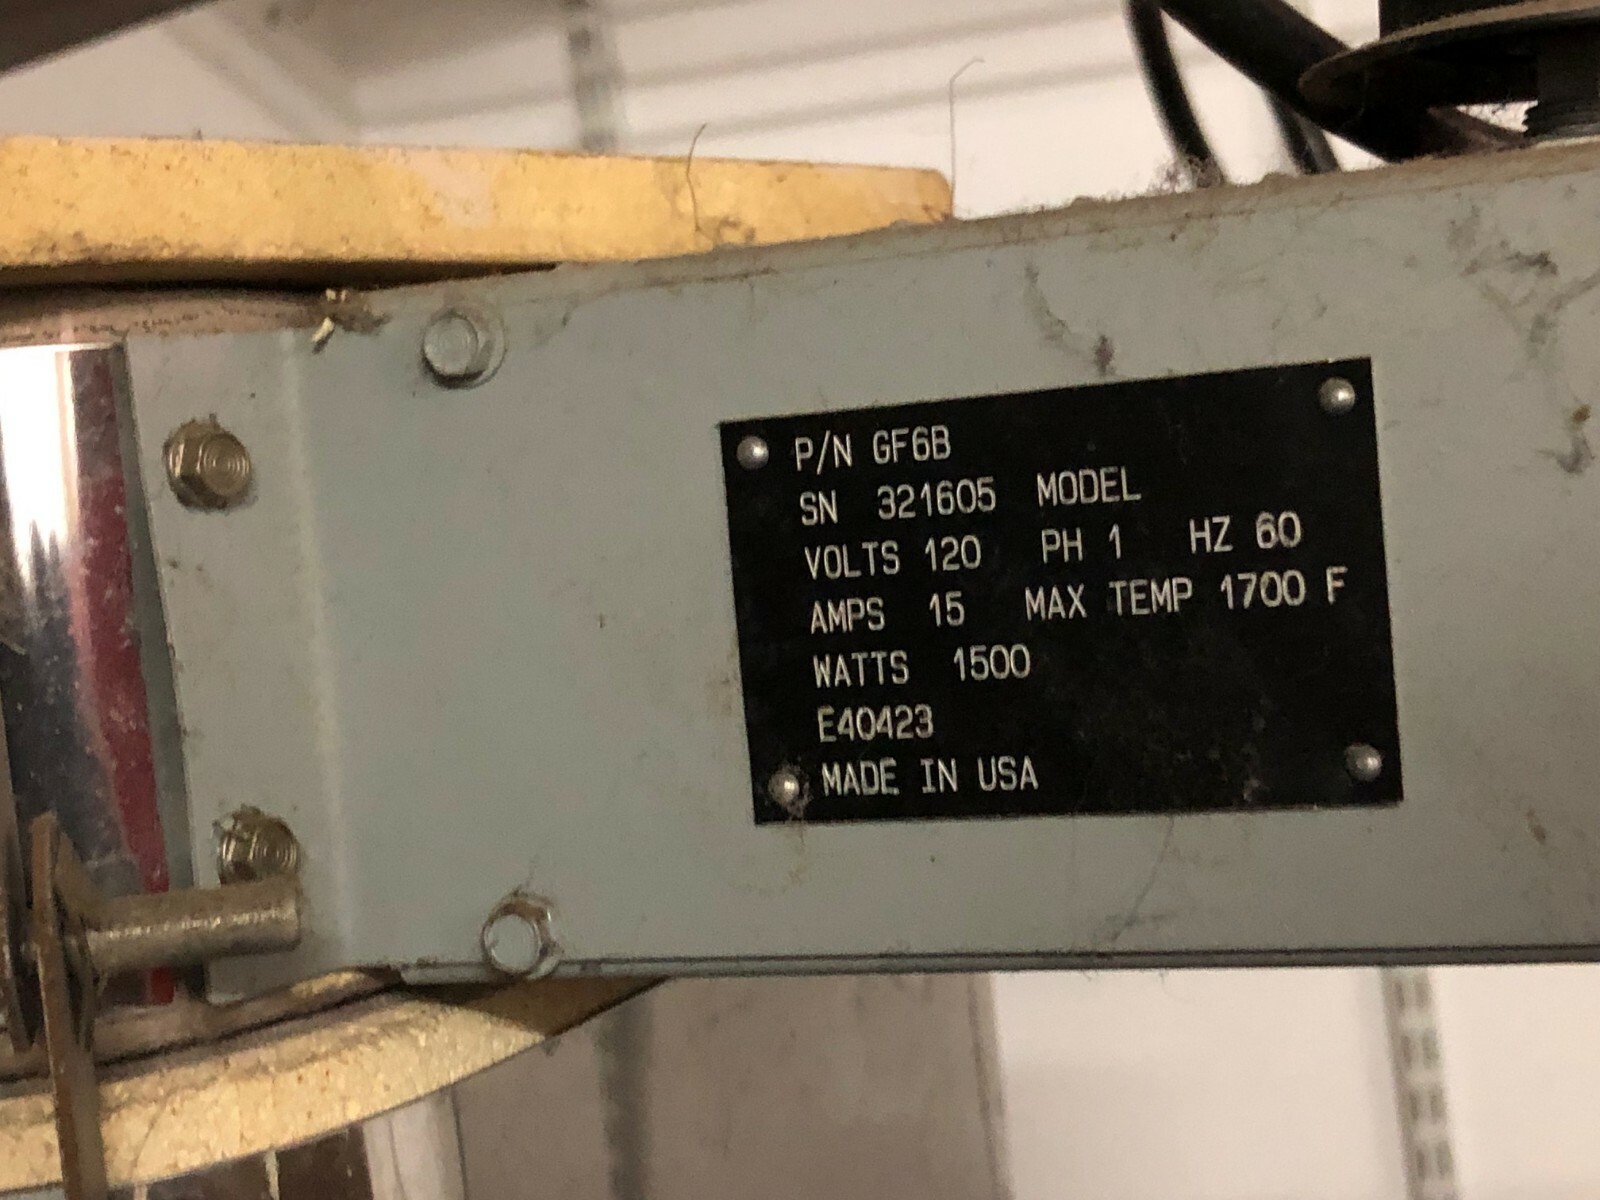 P/N GF6B
SN 321605 MODEL
VOLTS 120 PH 1 HZ 60
AMPS 15 MAX TEMP 1700 F
WATTS 1500
E40423
MADE IN USA